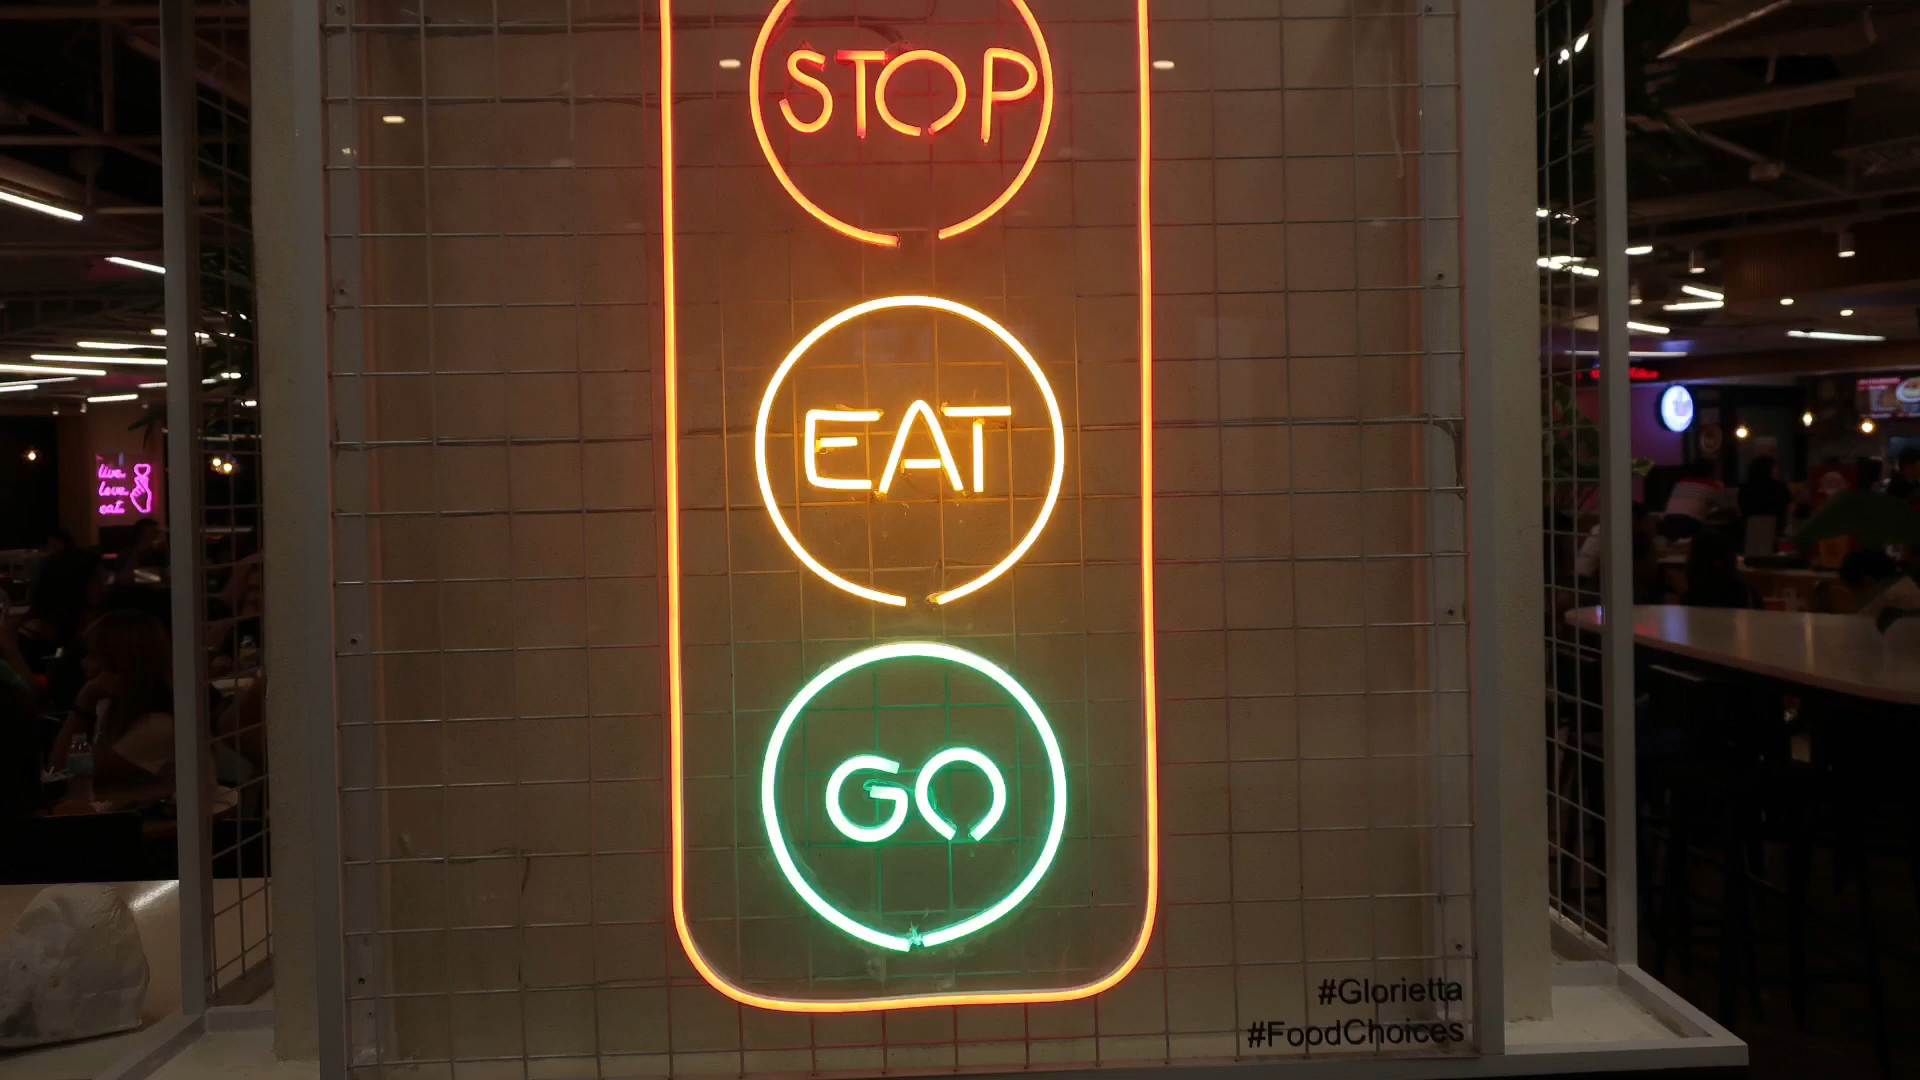 STOP
EAT
GO
live
love
eat
#Glorietta
#FoodChoices